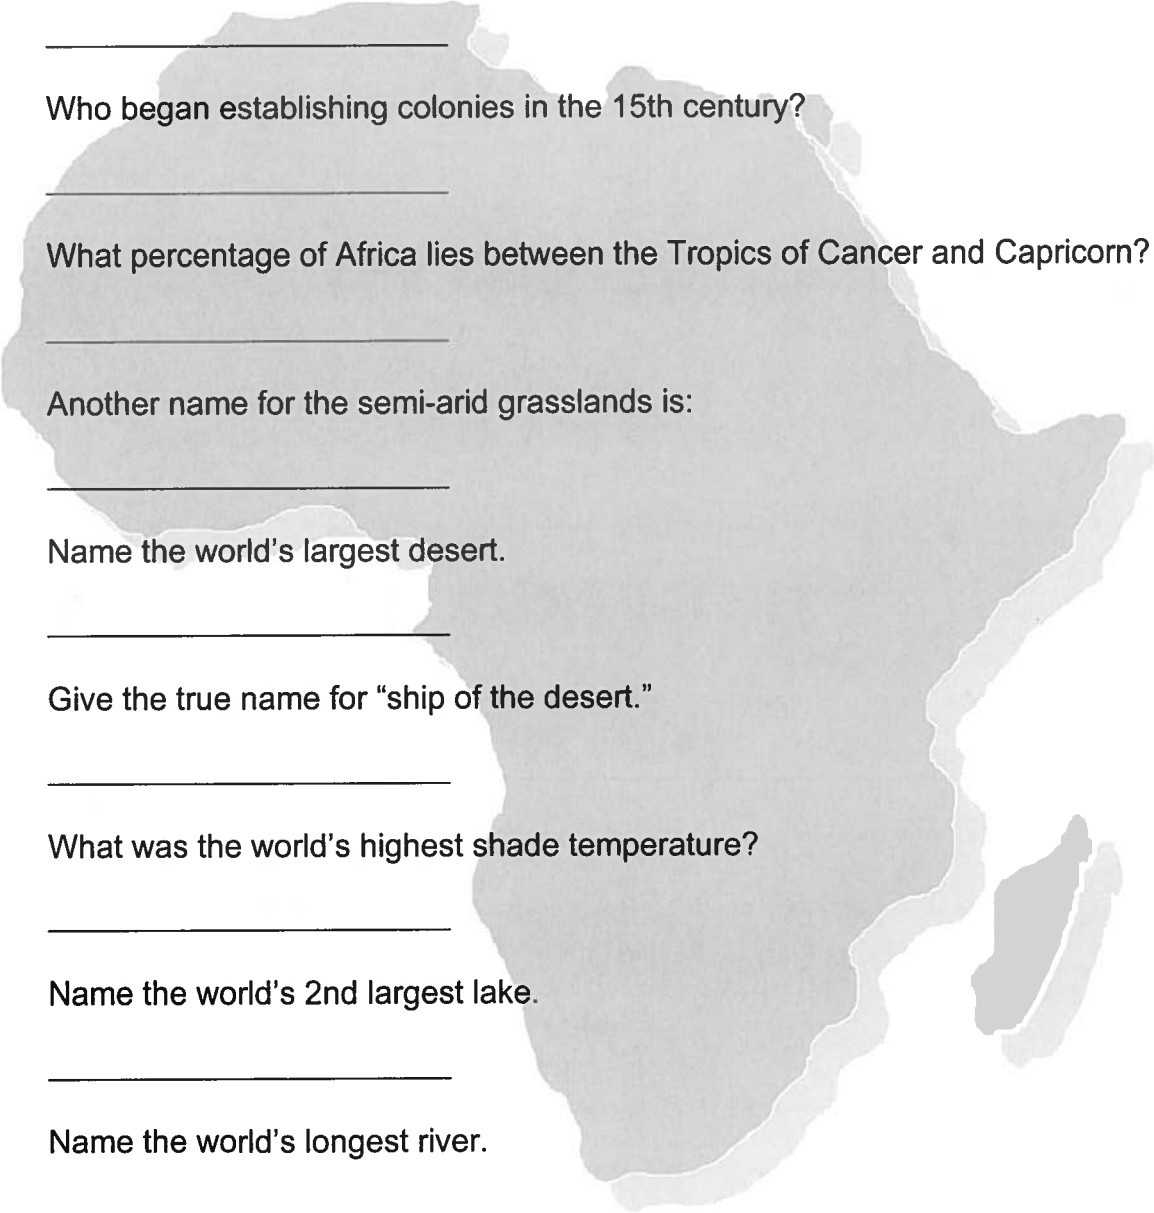 Who began establishing colonies in the 15th century?
What percentage of Africa lies between the Tropics of Cancer and Capricorn?
Another name for the semi-arid grasslands is:
Name the world's largest desert.
Give the true name for “ship of the desert.”
What was the world's highest shade temperature?
Name the world's 2nd largest lake.
Name the world's longest river.